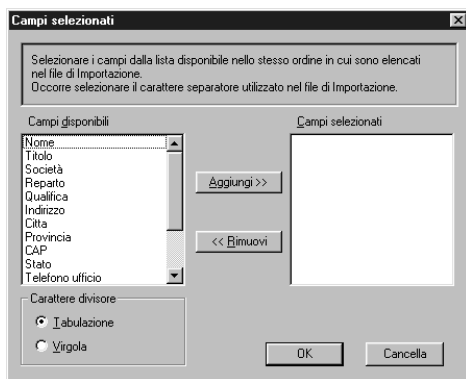 Campi selezionati
Selezionare i campi dalla lista disponibile nello stesso ordine in cui sono elencati
nel file di Importazione.
Occorre selezionare il carattere separatore utilizzato nel file di Importazione.
Campi disponibili
Campi selezionati
Nome
Titolo
Società
Reparto
Qualifica
Indirizzo
Citta
Provincia
CAP
Stato
Telefono ufficio
Aggiungi >>
<< Rimuovi
Carattere divisore
Tabulazione
Virgola
OK
Cancella